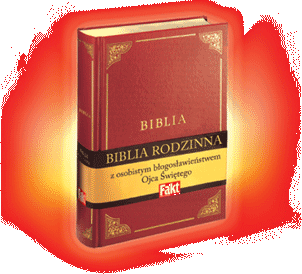 BIBLIA
BIBLIA RODZINNA
z osobistym błogosławieństwem
Ojca Świętego
Fakt